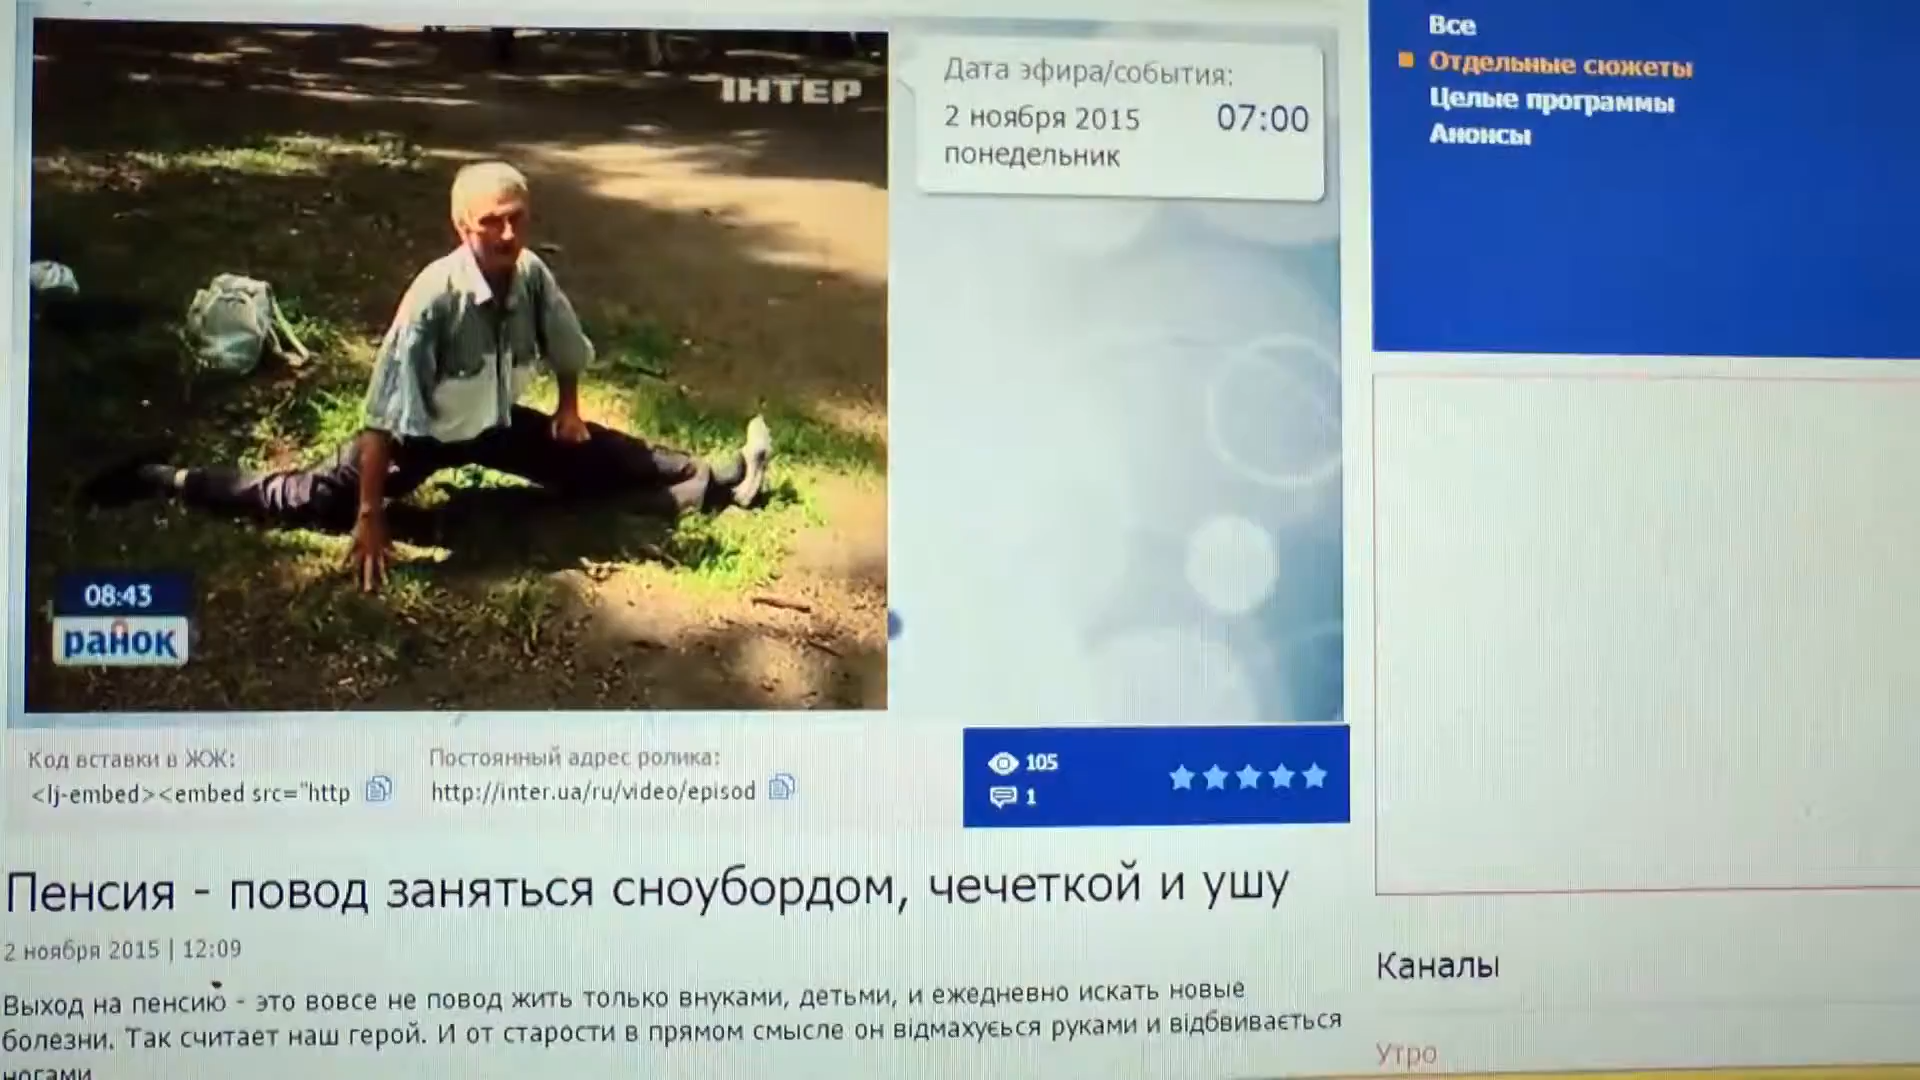 ІНТЕР
08:43
ранок
Дата эфира/события:
2 ноября 2015 07:00
понедельник
Все
Отдельные сюжеты
Целые программы
Анонсы
Код вставки в ЖЖ:
<lj-embed><embed src="http
Постоянный адрес ролика:
http://inter.ua/ru/video/episod
105
1
Пенсия - повод заняться сноубордом, чечеткой и ушу
2 ноября 2015 | 12:09
Выход на пенсию - это вовсе не повод жить только внуками, детьми, и ежедневно искать новые
болезни. Так считает наш герой. И от старости в прямом смысле он відмахуєься руками и відбвивається
ногами
Каналы
Утро